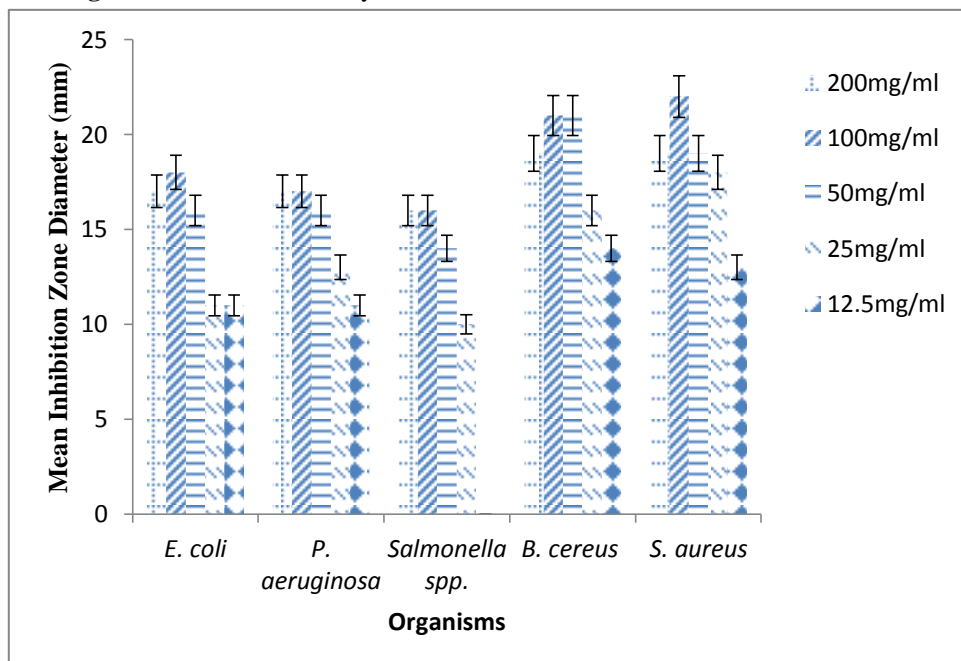 25
20
15
10
5
0
Mean Inhibition Zone Diameter (mm)
E. coli
P.
aeruginosa
Salmonella
spp.
B. cereus
S. aureus
Organisms
200mg/ml
100mg/ml
50mg/ml
25mg/ml
12.5mg/ml